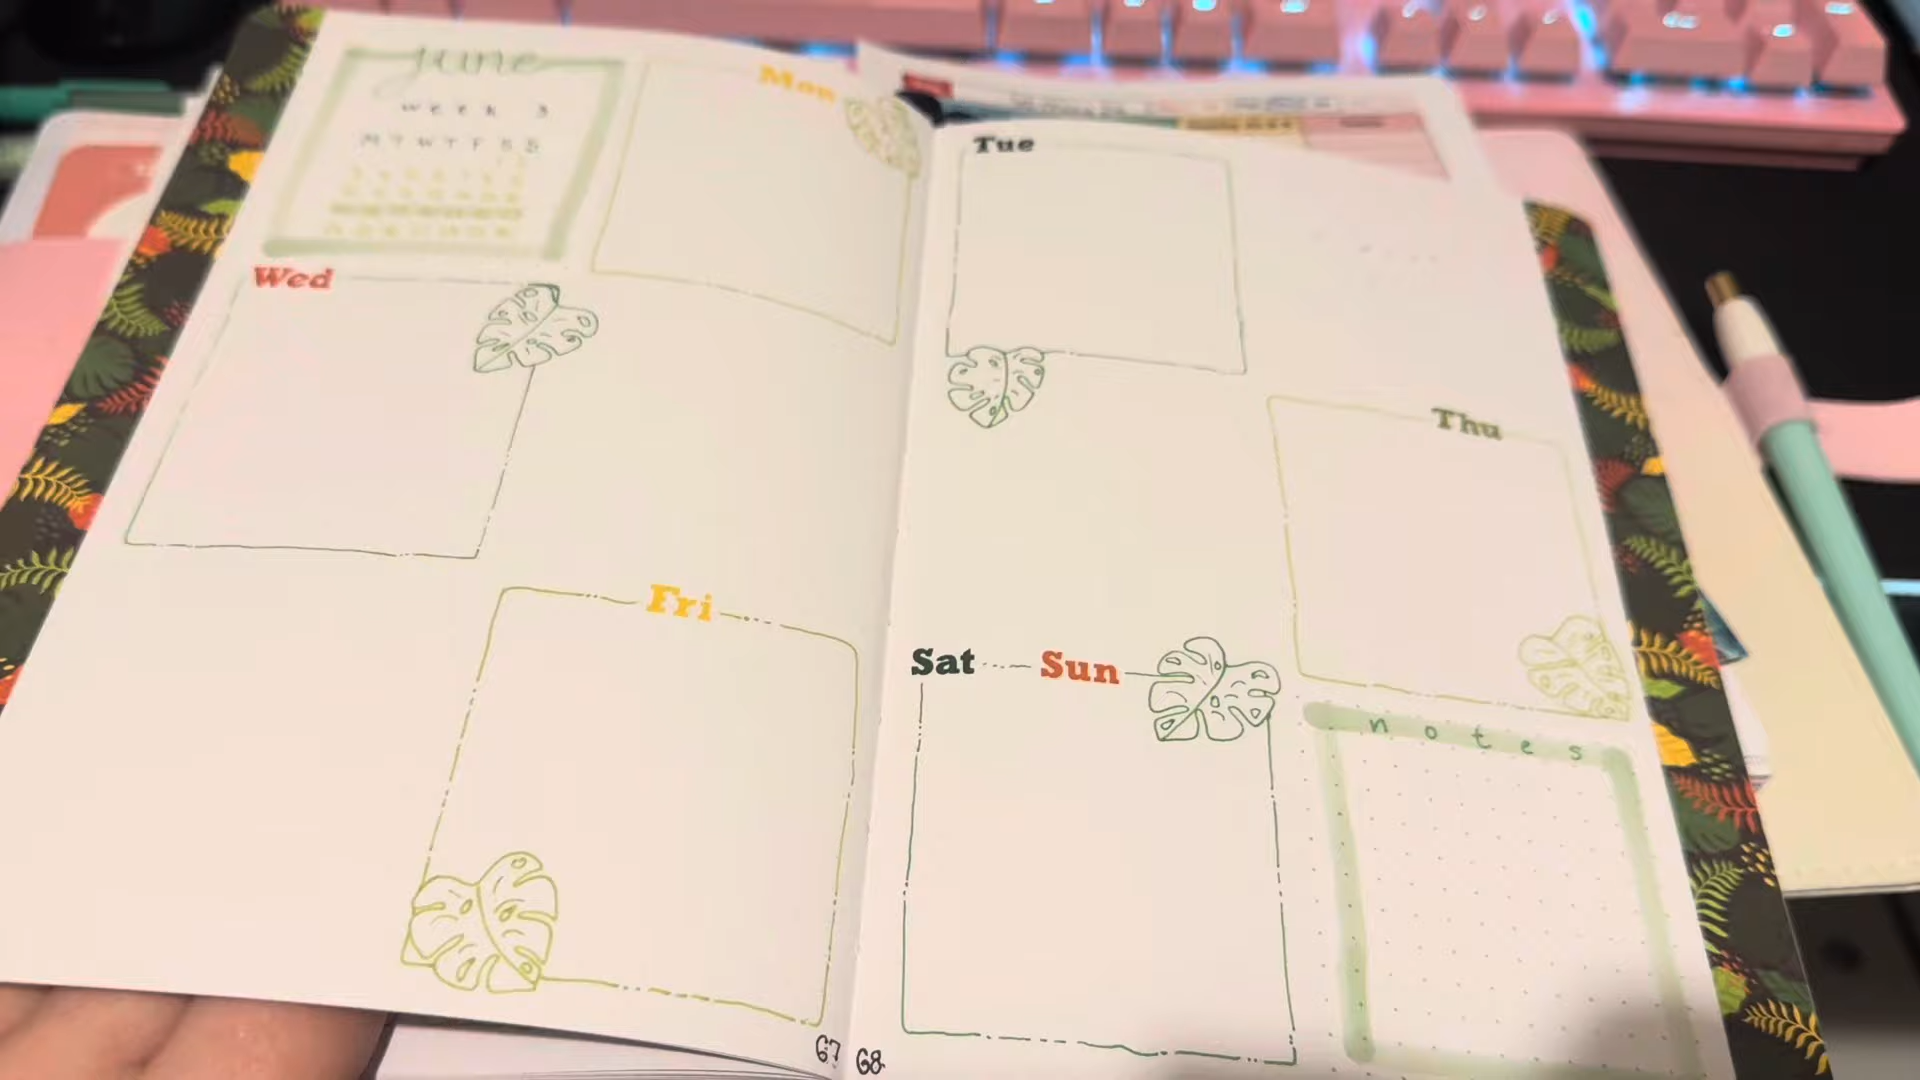 june
week 3
M T W T F S S
Mon
Wed
Fri
67
Tue
Thu
Sat Sun
notes
68